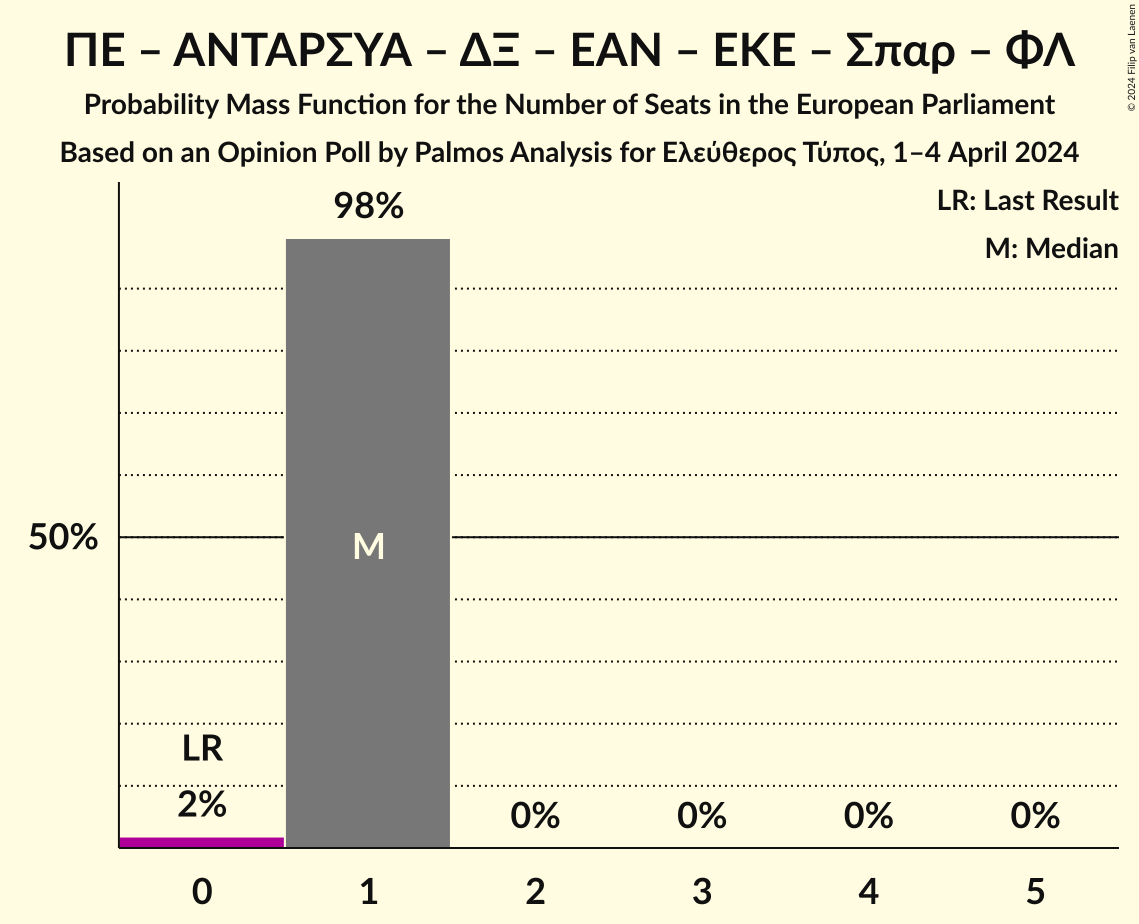 ΠΕ – ΑΝΤΑΡΣΥΑ – ΔΞ – ΕΑΝ – ΕΚΕ – Σπαρ – ΦΛ
Probability Mass Function for the Number of Seats in the European Parliament
Based on an Opinion Poll by Palmos Analysis for Ελεύθερος Τύπος, 1–4 April 2024
© 2024 Filip van Laenen
LR: Last Result
M: Median
98%
50%
M
LR
2%
0%
0%
0%
0%
0
1
2
3
4
5